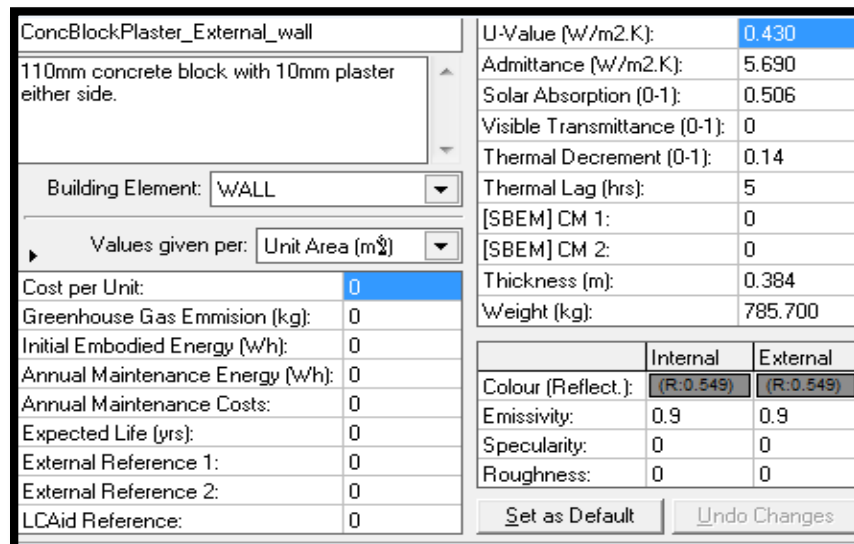 ConcBlockPlaster_External_wall
110mm concrete block with 10mm plaster
either side.
Building Element: WALL
Values given per: Unit Area (m²)
Cost per Unit: 0
Greenhouse Gas Emmision (kg): 0
Initial Embodied Energy (Wh): 0
Annual Maintenance Energy (Wh): 0
Annual Maintenance Costs: 0
Expected Life (yrs): 0
External Reference 1: 0
External Reference 2: 0
LCAid Reference: 0
U-Value (W/m2.K): 0.430
Admittance (W/m2.K): 5.690
Solar Absorption (0-1): 0.506
Visible Transmittance (0-1): 0
Thermal Decrement (0-1): 0.14
Thermal Lag (hrs): 5
[SBEM] CM 1: 0
[SBEM] CM 2: 0
Thickness (m): 0.384
Weight (kg): 785.700
Internal External
Colour (Reflect.): (R:0.549) (R:0.549)
Emissivity: 0.9 0.9
Specularity: 0 0
Roughness: 0 0
Set as Default Undo Changes